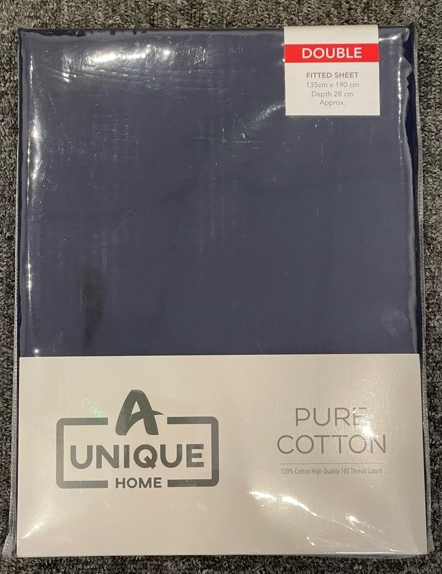 DOUBLE
FITTED SHEET
135cm x 190 cm
Depth 28 cm
Approx.
A
UNIQUE
HOME
PURE
COTTON
100% Cotton High Quality 180 Thread Count